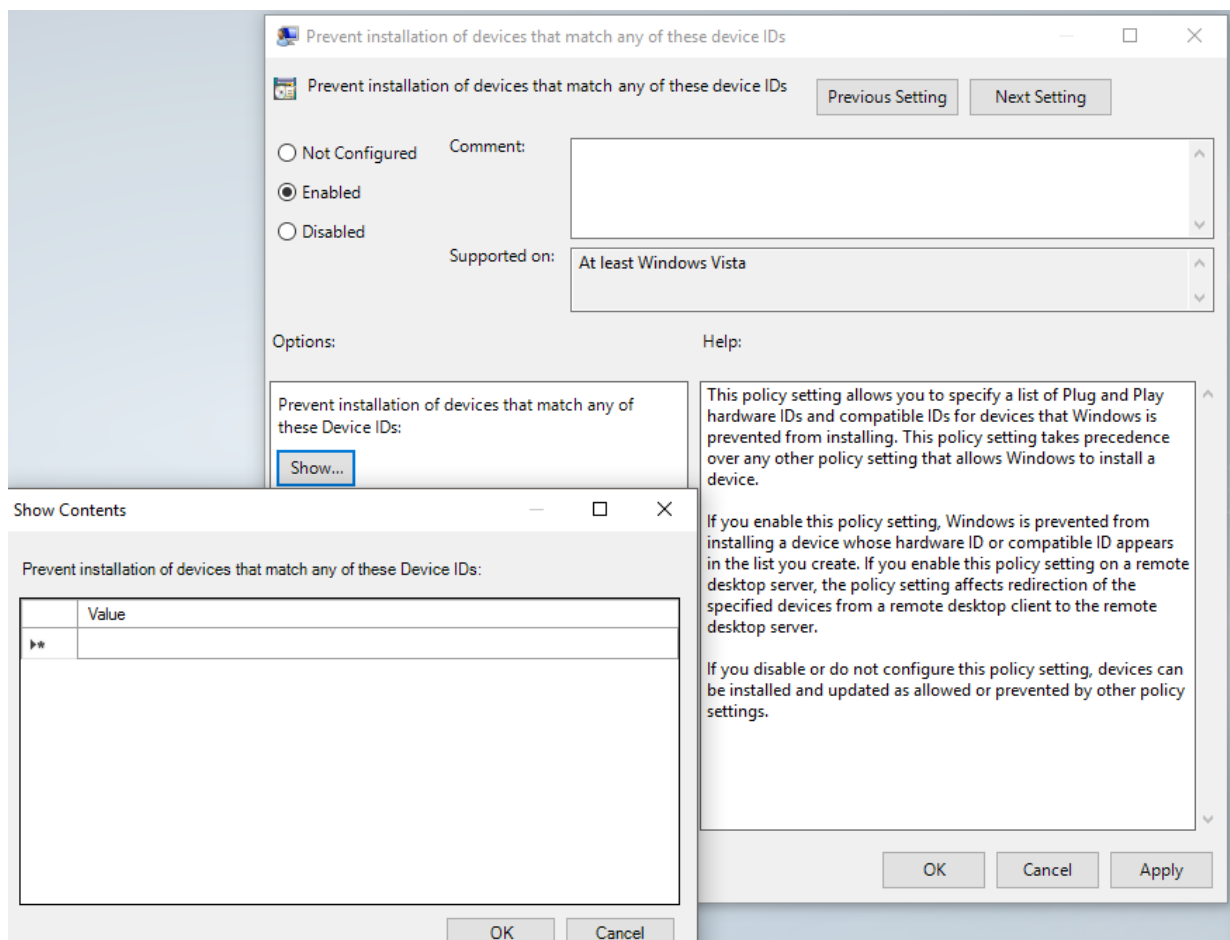 Prevent installation of devices that match any of these device IDs
Prevent installation of devices that match any of these device IDs
Previous Setting
Next Setting
Not Configured
Enabled
Disabled
Comment:
Supported on:
At least Windows Vista
Options:
Help:
Prevent installation of devices that match any of
these Device IDs:
Show...
This policy setting allows you to specify a list of Plug and Play
hardware IDs and compatible IDs for devices that Windows is
prevented from installing. This policy setting takes precedence
over any other policy setting that allows Windows to install a
device.
If you enable this policy setting, Windows is prevented from
installing a device whose hardware ID or compatible ID appears
in the list you create. If you enable this policy setting on a remote
desktop server, the policy setting affects redirection of the
specified devices from a remote desktop client to the remote
desktop server.
If you disable or do not configure this policy setting, devices can
be installed and updated as allowed or prevented by other policy
settings.
OK
Cancel
Apply
Show Contents
Prevent installation of devices that match any of these Device IDs:
Value
OK
Cancel